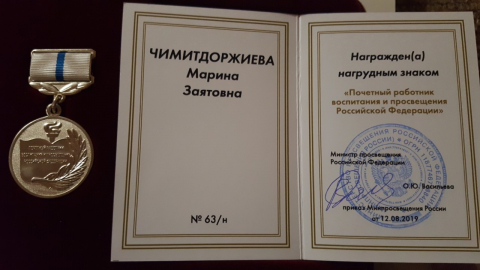 ЧИМИТДОРЖИЕВА
Марина
Заятовна
№ 63/н
Награжден(а)
нагрудным знаком
«Почетный работник
воспитания и просвещения
Российской Федерации»
Министр просвещения
Российской Федерации
О.Ю. Васильева
приказ Минпросвещения России
от 12.08.2019